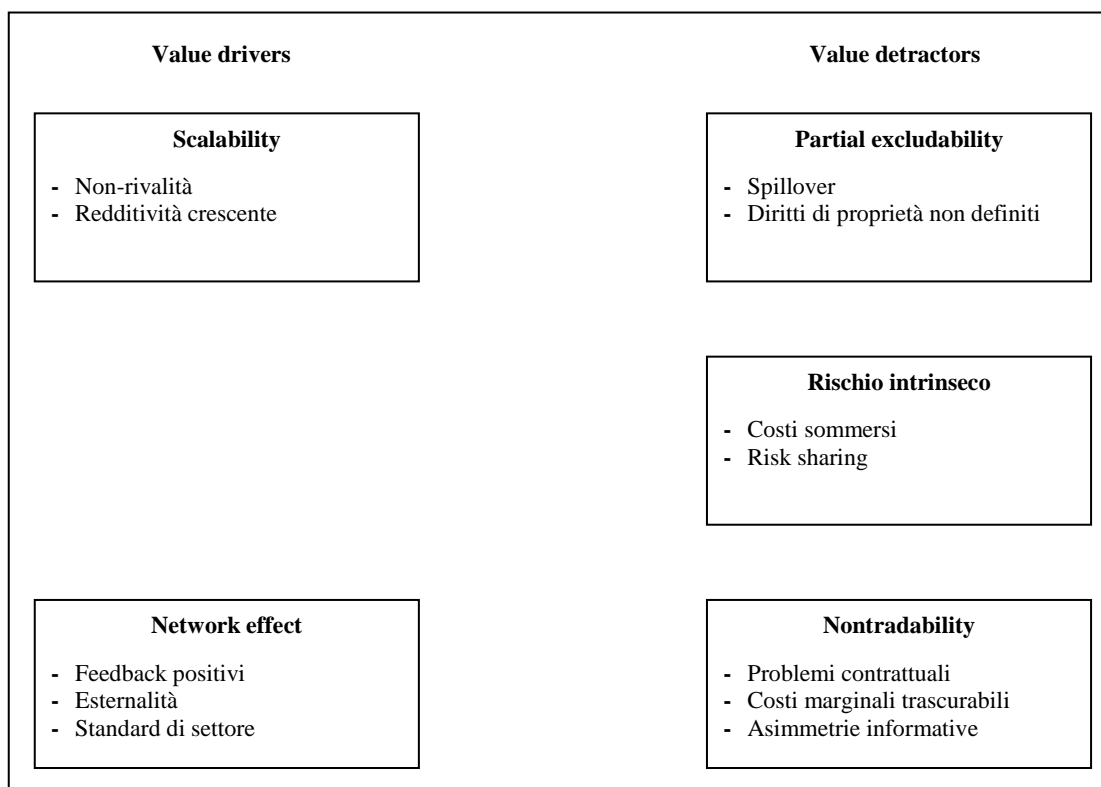 Value drivers
Value detractors
Scalability
- Non-rivalità
- Redditività crescente
Partial excludability
- Spillover
- Diritti di proprietà non definiti
Rischio intrinseco
- Costi sommersi
- Risk sharing
Network effect
- Feedback positivi
- Esternalità
- Standard di settore
Nontradability
- Problemi contrattuali
- Costi marginali trascurabili
- Asimmetrie informative